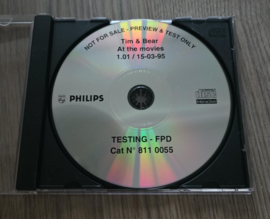 NOT FOR SALE - PREVIEW & TEST ONLY
Tim & Bear
At the movies
1.01 / 15-03-95
PHILIPS
TESTING - FPD
Cat N° 811 0055